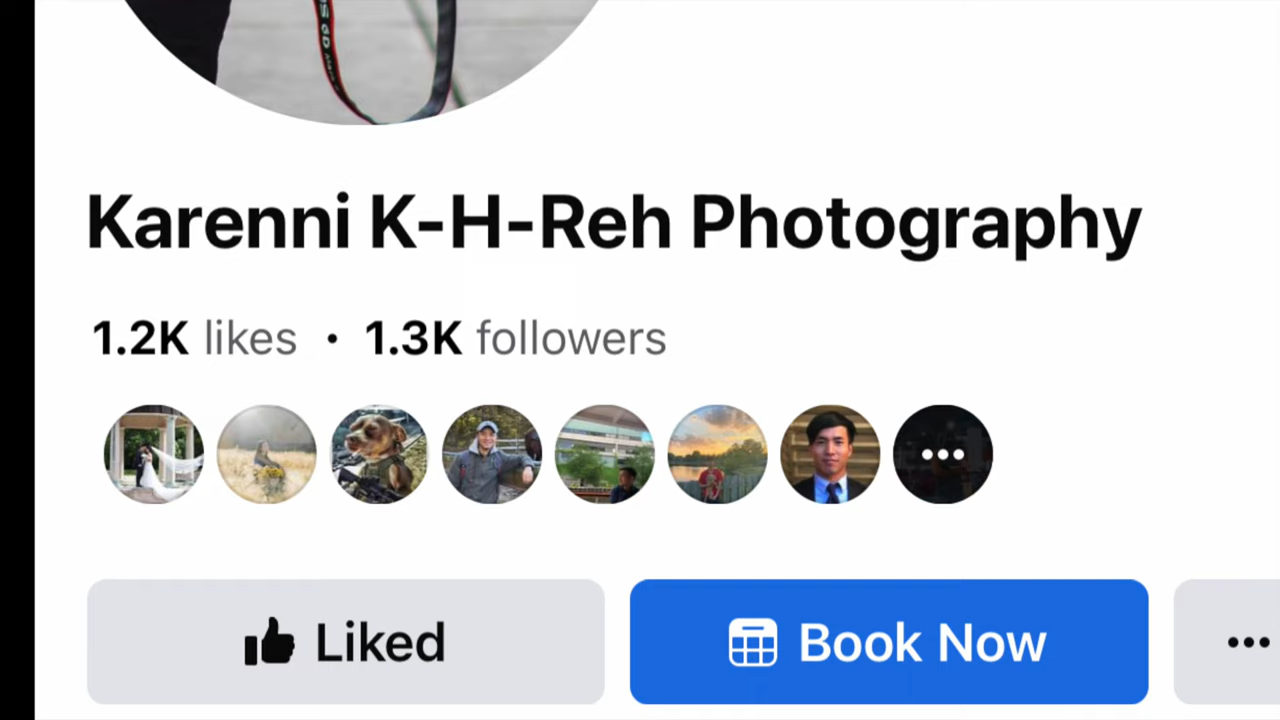 Karenni K-H-Reh Photography
1.2K likes · 1.3K followers
Liked
Book Now